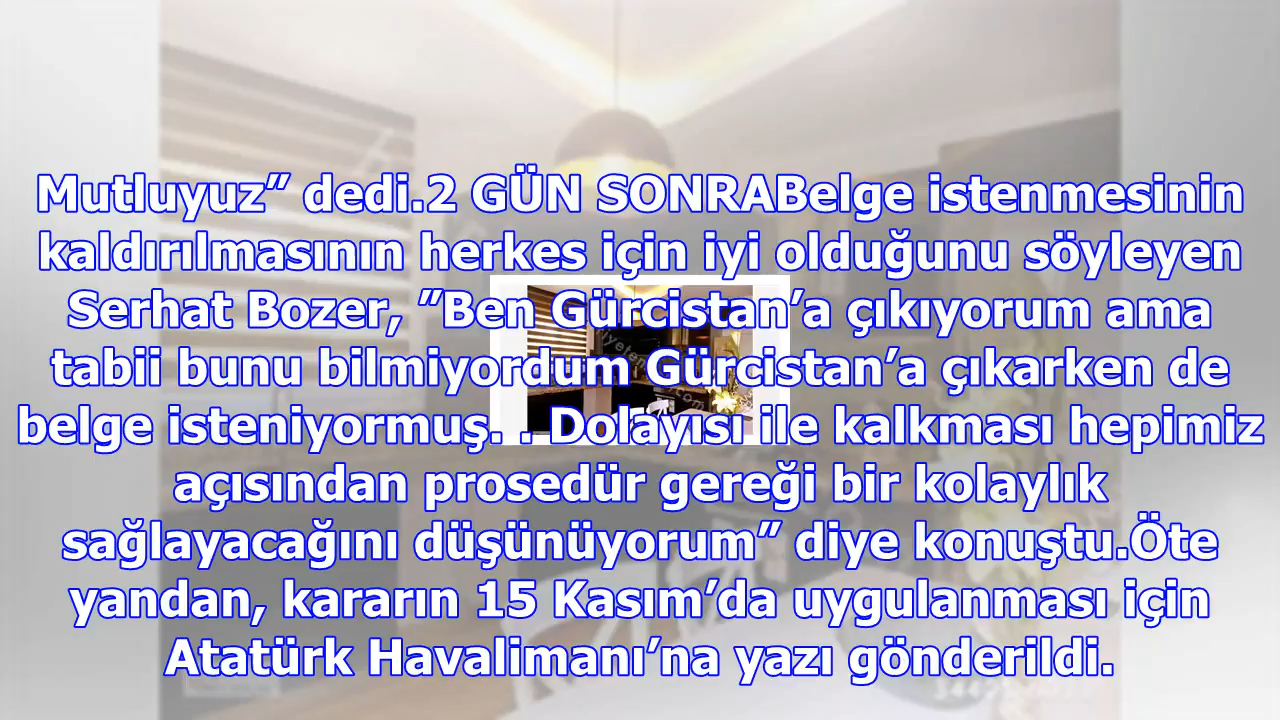 Mutluyuz” dedi.2 GÜN SONRABelge istenmesinin
kaldırılmasının herkes için iyi olduğunu söyleyen
Serhat Bozer, ”Ben Gürcistan’a çıkıyorum ama
tabii bunu bilmiyordum Gürcistan’a çıkarken de
belge isteniyormuş. . Dolayısı ile kalkması hepimiz
açısından prosedür gereği bir kolaylık
sağlayacağını düşünüyorum” diye konuştu.Öte
yandan, kararın 15 Kasım’da uygulanması için
Atatürk Havalimanı’na yazı gönderildi.